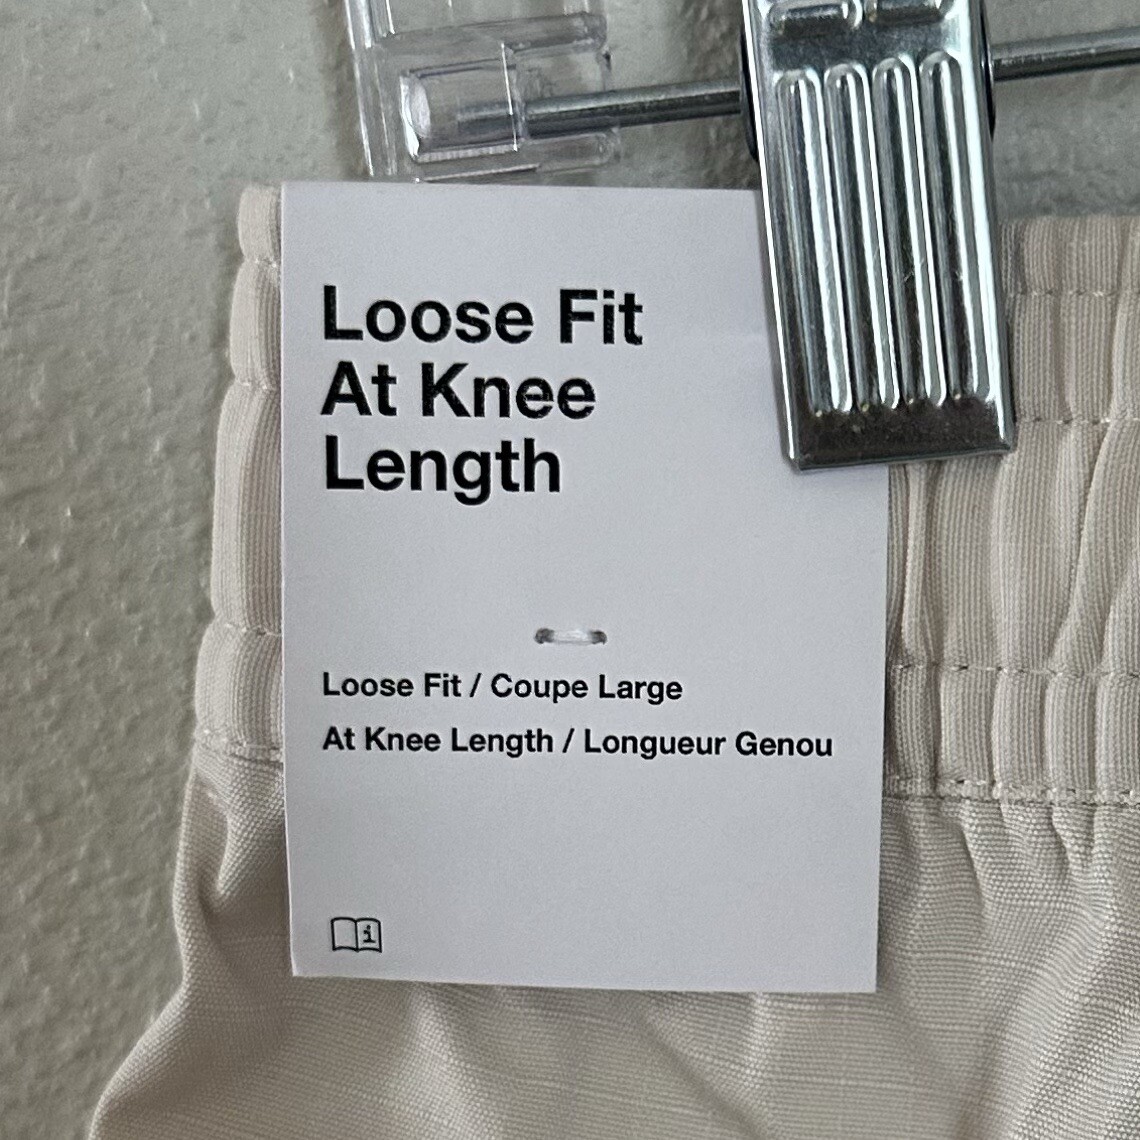 Loose Fit
At Knee
Length
Loose Fit / Coupe Large
At Knee Length / Longueur Genou
i